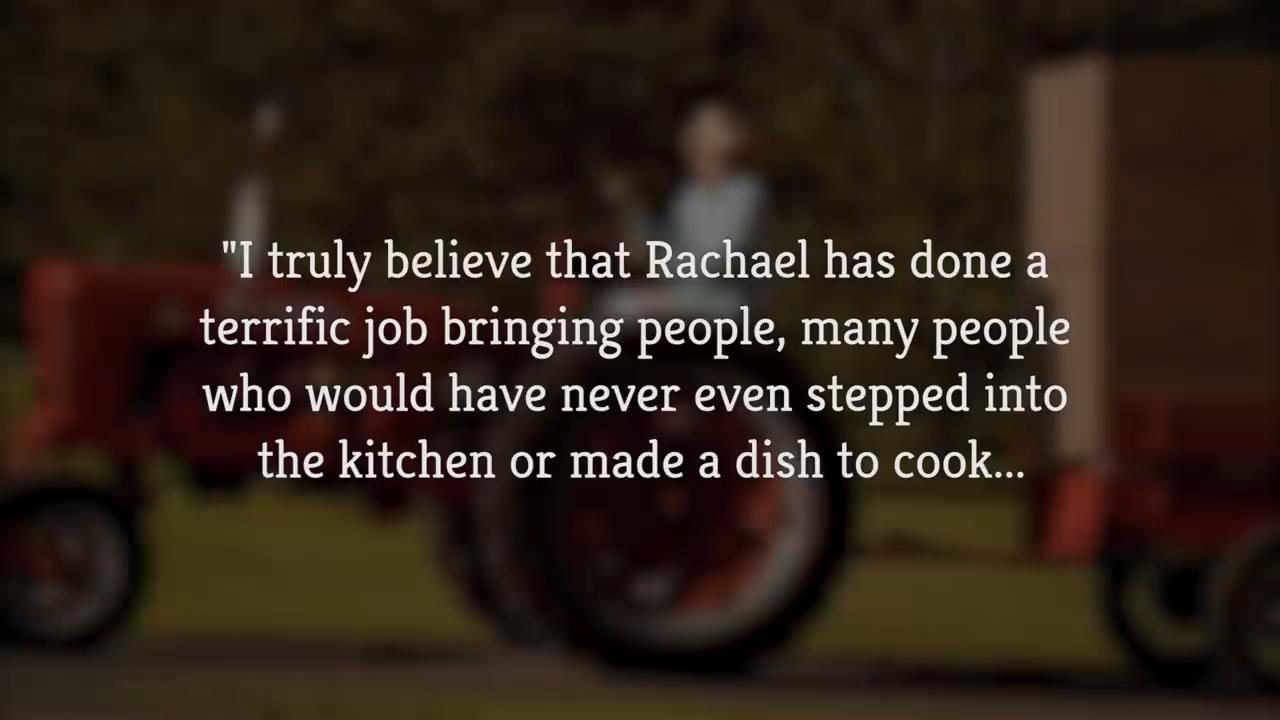 "I truly believe that Rachael has done a
terrific job bringing people, many people
who would have never even stepped into
the kitchen or made a dish to cook...